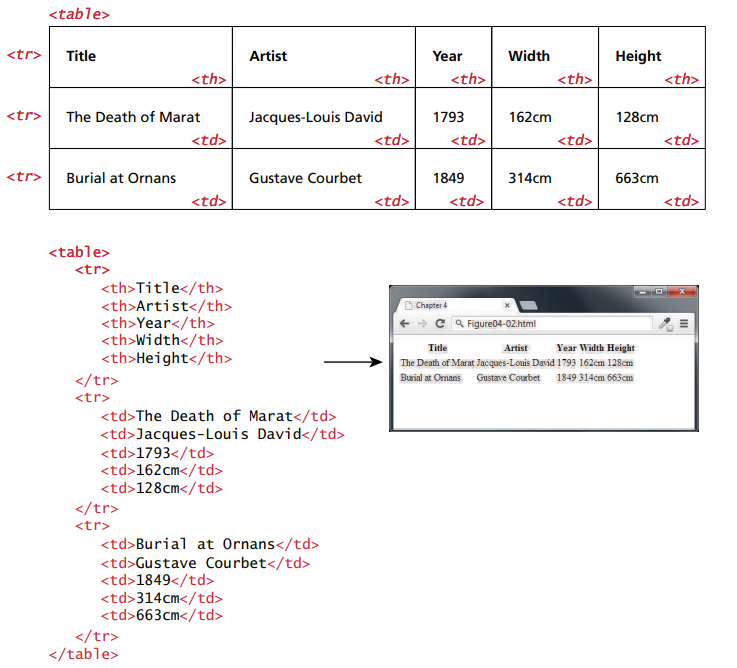 <table>
<tr> Title Artist Year Width Height
<th> <th> <th> <th> <th>
<tr> The Death of Marat Jacques-Louis David 1793 162cm 128cm
<td> <td> <td> <td> <td>
<tr> Burial at Ornans Gustave Courbet 1849 314cm 663cm
<td> <td> <td> <td> <td>
<table>
<tr>
<th>Title</th>
<th>Artist</th>
<th>Year</th>
<th>Width</th>
<th>Height</th>
</tr>
<tr>
<td>The Death of Marat</td>
<td>Jacques-Louis David</td>
<td>1793</td>
<td>162cm</td>
<td>128cm</td>
</tr>
<tr>
<td>Burial at Ornans</td>
<td>Gustave Courbet</td>
<td>1849</td>
<td>314cm</td>
<td>663cm</td>
</tr>
</table>
Chapter 4
Figure04-02.html
Title Artist Year Width Height
The Death of Marat Jacques-Louis David 1793 162cm 128cm
Burial at Ornans Gustave Courbet 1849 314cm 663cm